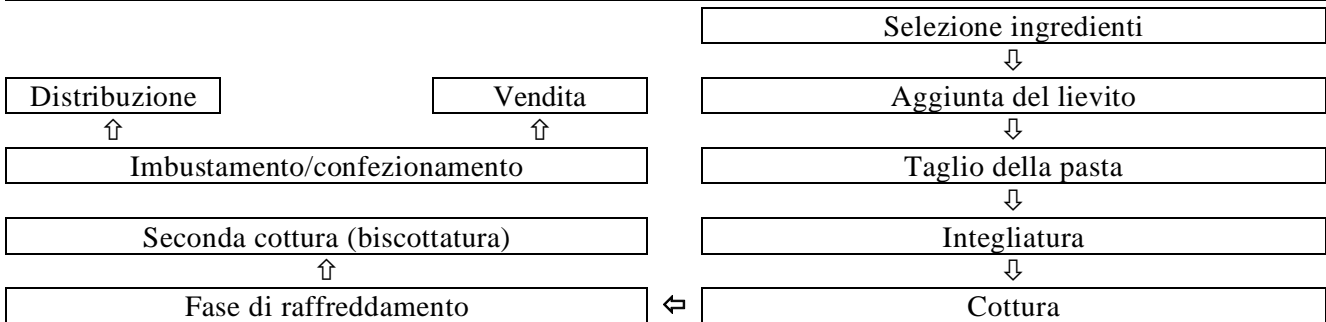 Selezione ingredienti
⇩
Distribuzione Vendita Aggiunta del lievito
⇧ ⇧ ⇩
Imbustamento/confezionamento Taglio della pasta
⇩
Seconda cottura (biscottatura) Integliatura
⇧ ⇩
Fase di raffreddamento ⇦ Cottura